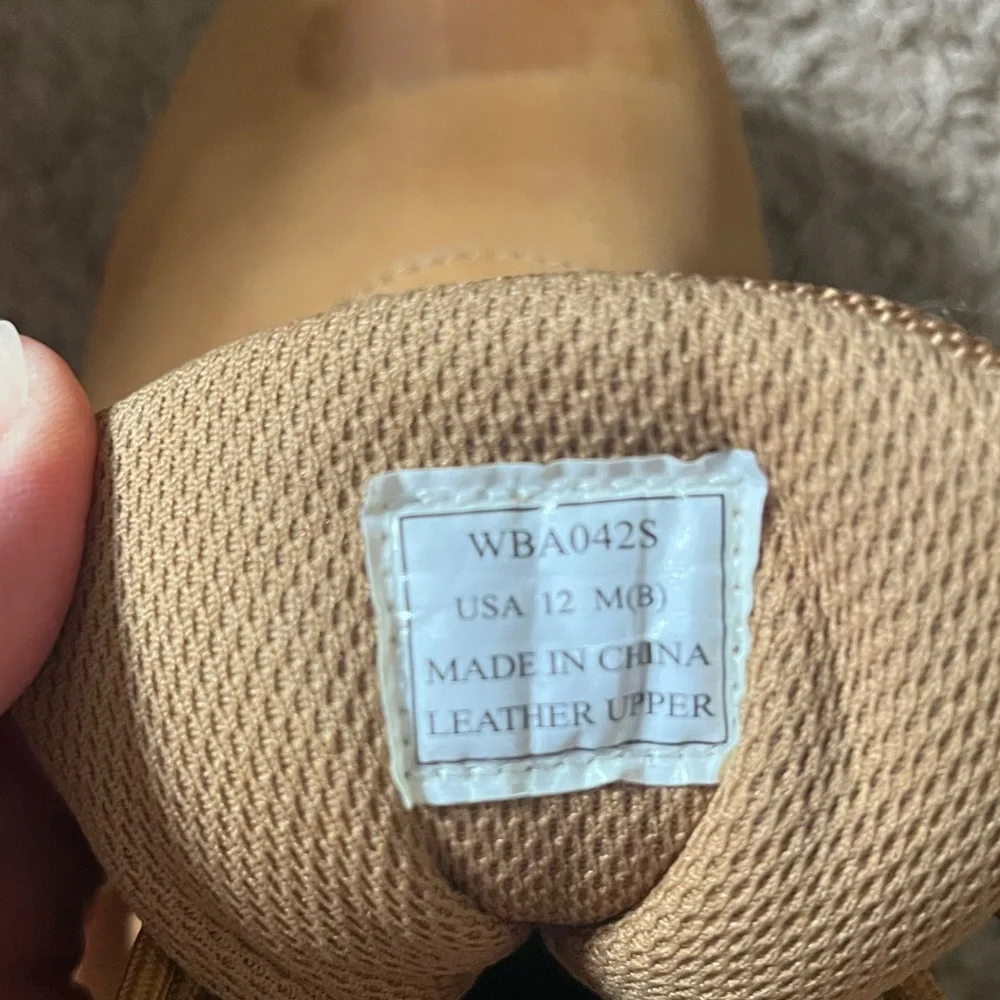 WBA042S
USA 12 M(B)
MADE IN CHINA
LEATHER UPPER